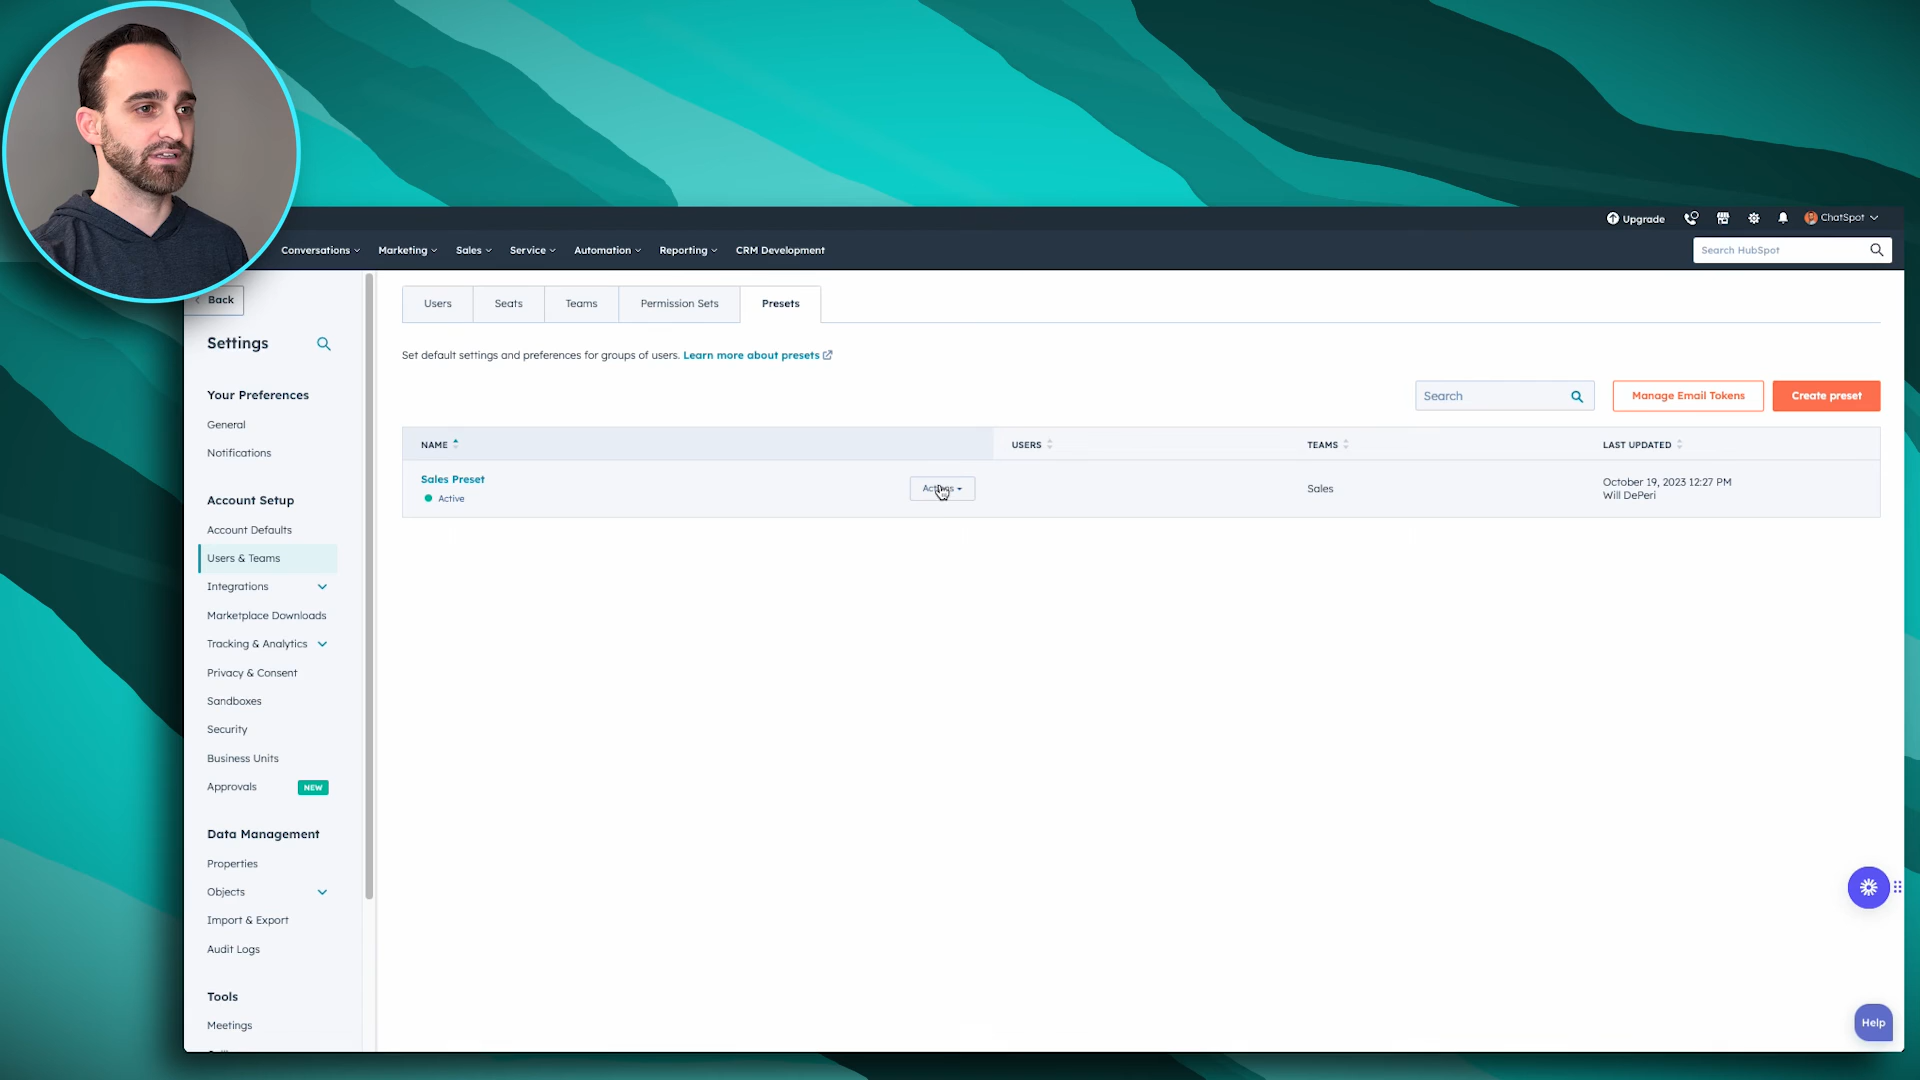 Upgrade
ChatSpot
Conversations
Marketing
Sales
Service
Automation
Reporting
CRM Development
Search HubSpot
Back
Settings
Your Preferences
General
Notifications
Account Setup
Account Defaults
Users & Teams
Integrations
Marketplace Downloads
Tracking & Analytics
Privacy & Consent
Sandboxes
Security
Business Units
Approvals
NEW
Data Management
Properties
Objects
Import & Export
Audit Logs
Tools
Meetings
Users
Seats
Teams
Permission Sets
Presets
Set default settings and preferences for groups of users. Learn more about presets
Search
Manage Email Tokens
Create preset
NAME
USERS
TEAMS
LAST UPDATED
Sales Preset
Active
Actions
Sales
October 19, 2023 12:27 PM
Will DePeri
Help